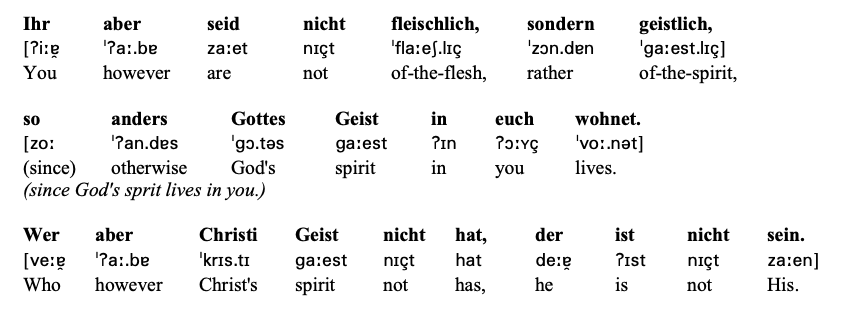 Ihr aber seid nicht fleischlich, sondern geistlich,
[ʔiːɐ̯ ˈʔaː.bɐ zaːet nɪçt ˈflaːeʃ.lɪç ˈzɔn.dɐn ˈɡaːest.lɪç]
You however are not of-the-flesh, rather of-the-spirit,
so anders Gottes Geist in euch wohnet.
[zoː ˈʔan.dɐs ˈɡɔ.təs ɡaːest ʔɪn ʔɔːʏç ˈvoː.nət]
(since) otherwise God's spirit in you lives.
(since God's sprit lives in you.)
Wer aber Christi Geist nicht hat, der ist nicht sein.
[veːɐ̯ ˈʔaː.bɐ ˈkrɪs.tɪ ɡaːest nɪçt hat deːɐ̯ ʔɪst nɪçt zaːen]
Who however Christ's spirit not has, he is not His.